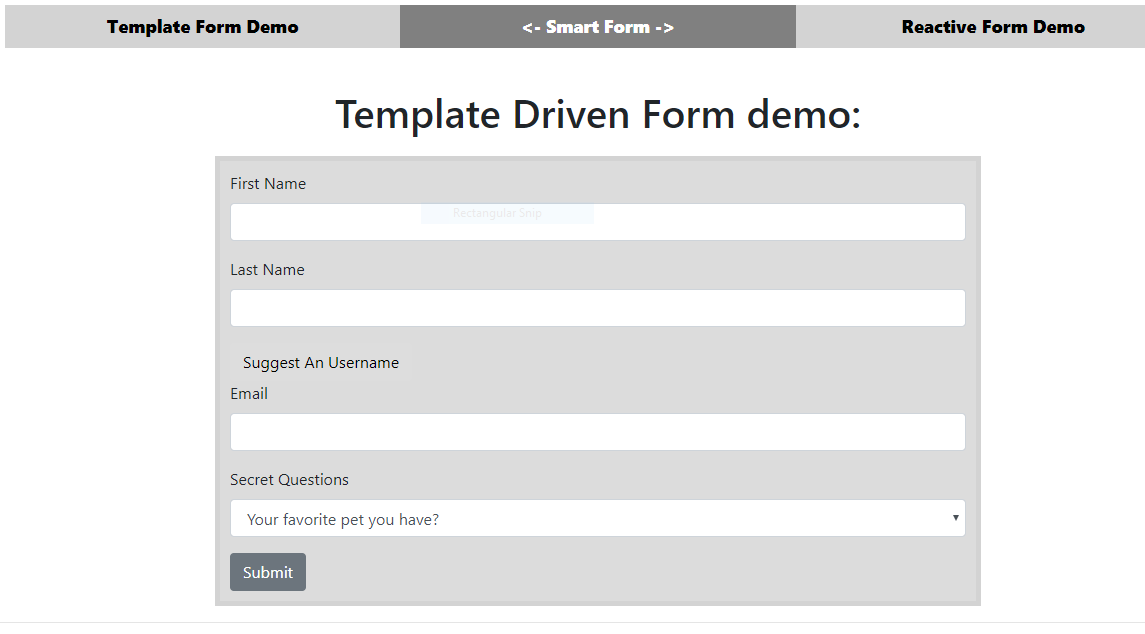 Template Form Demo <- Smart Form -> Reactive Form Demo
Template Driven Form demo:
First Name
Rectangular Snip
Last Name
Suggest An Username
Email
Secret Questions
Your favorite pet you have?
Submit